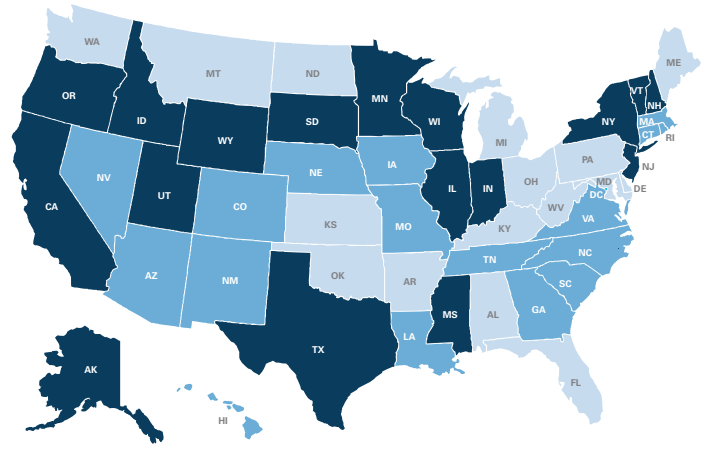 WA
MT
ND
ME
OR
ID
MN
VT
NH
SD
WI
NY
MA
WY
MI
CT
RI
NV
NE
IA
PA
NJ
UT
IL
IN
OH
MD
DE
CA
CO
DC
KS
MO
WV
VA
KY
AZ
NM
OK
AR
TN
NC
SC
TX
LA
MS
AL
GA
AK
FL
HI